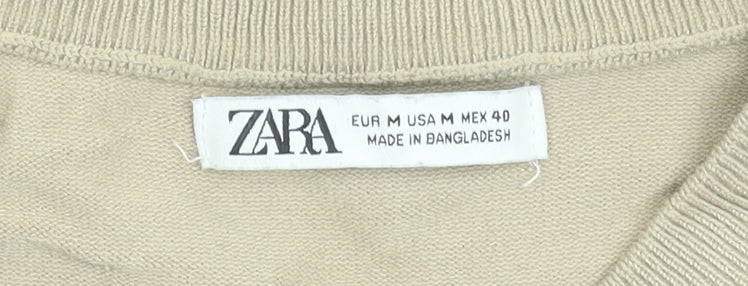 ZARA
EUR M USA M MEX 40
MADE IN BANGLADESH